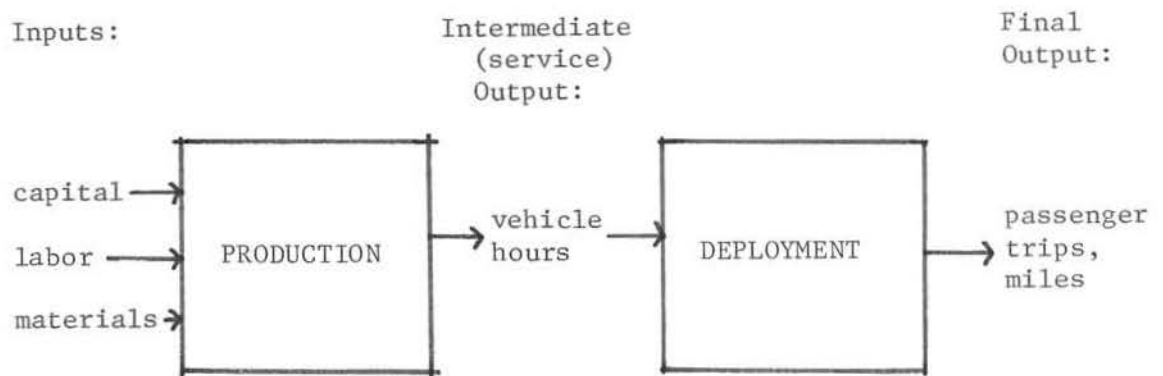 Inputs:
Intermediate
(service)
Output:
Final
Output:
capital
labor
materials
PRODUCTION
vehicle
hours
DEPLOYMENT
passenger
trips,
miles